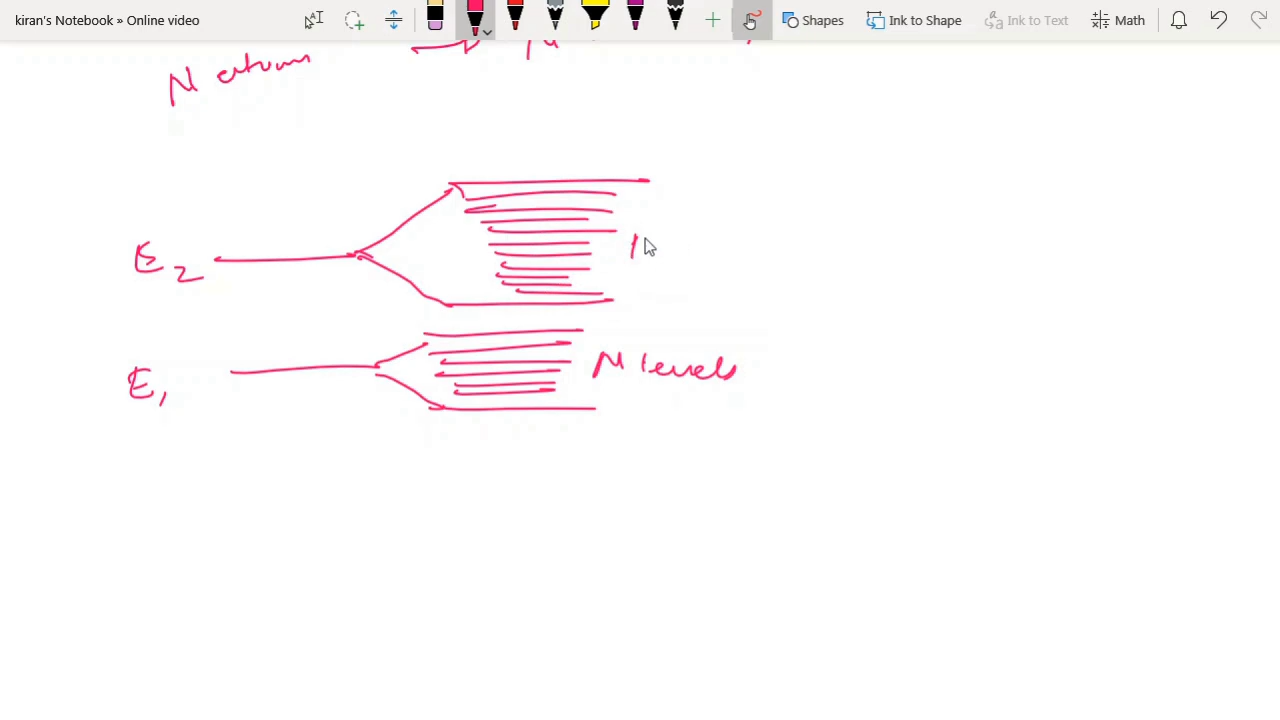 kiran's Notebook » Online video
Shapes
Ink to Shape
Ink to Text
Math
N atoms
E2
E1
N levels